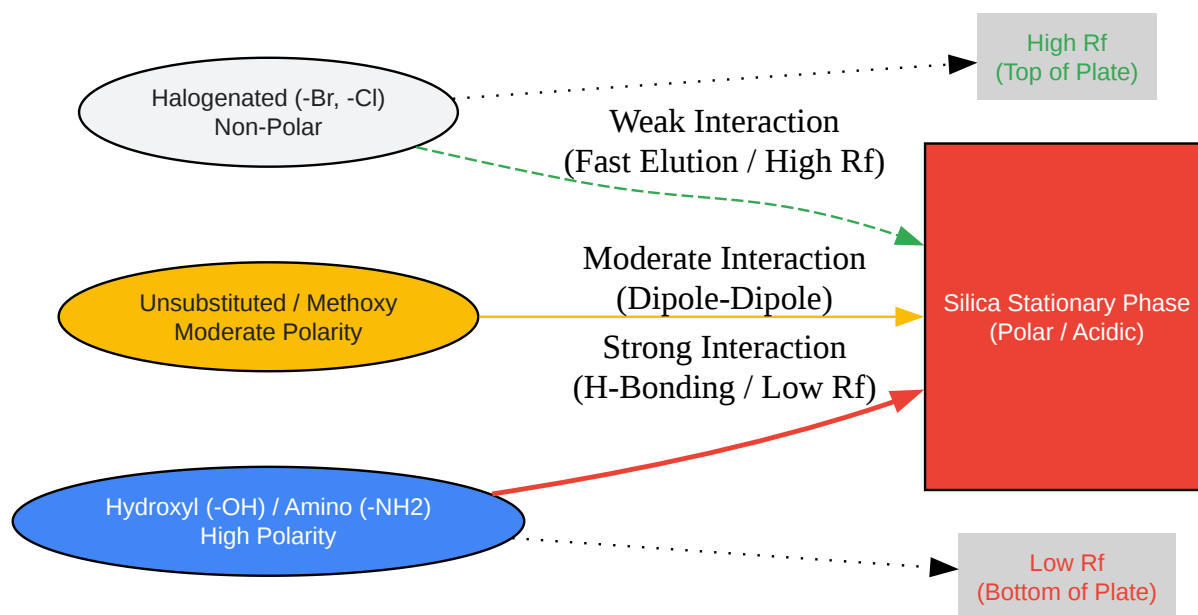 High Rf
(Top of Plate)
Halogenated (-Br, -Cl)
Non-Polar
Weak Interaction
(Fast Elution / High Rf)
Moderate Interaction
(Dipole-Dipole)
Unsubstituted / Methoxy
Moderate Polarity
Silica Stationary Phase
(Polar / Acidic)
Strong Interaction
(H-Bonding / Low Rf)
Hydroxyl (-OH) / Amino (-NH2)
High Polarity
Low Rf
(Bottom of Plate)